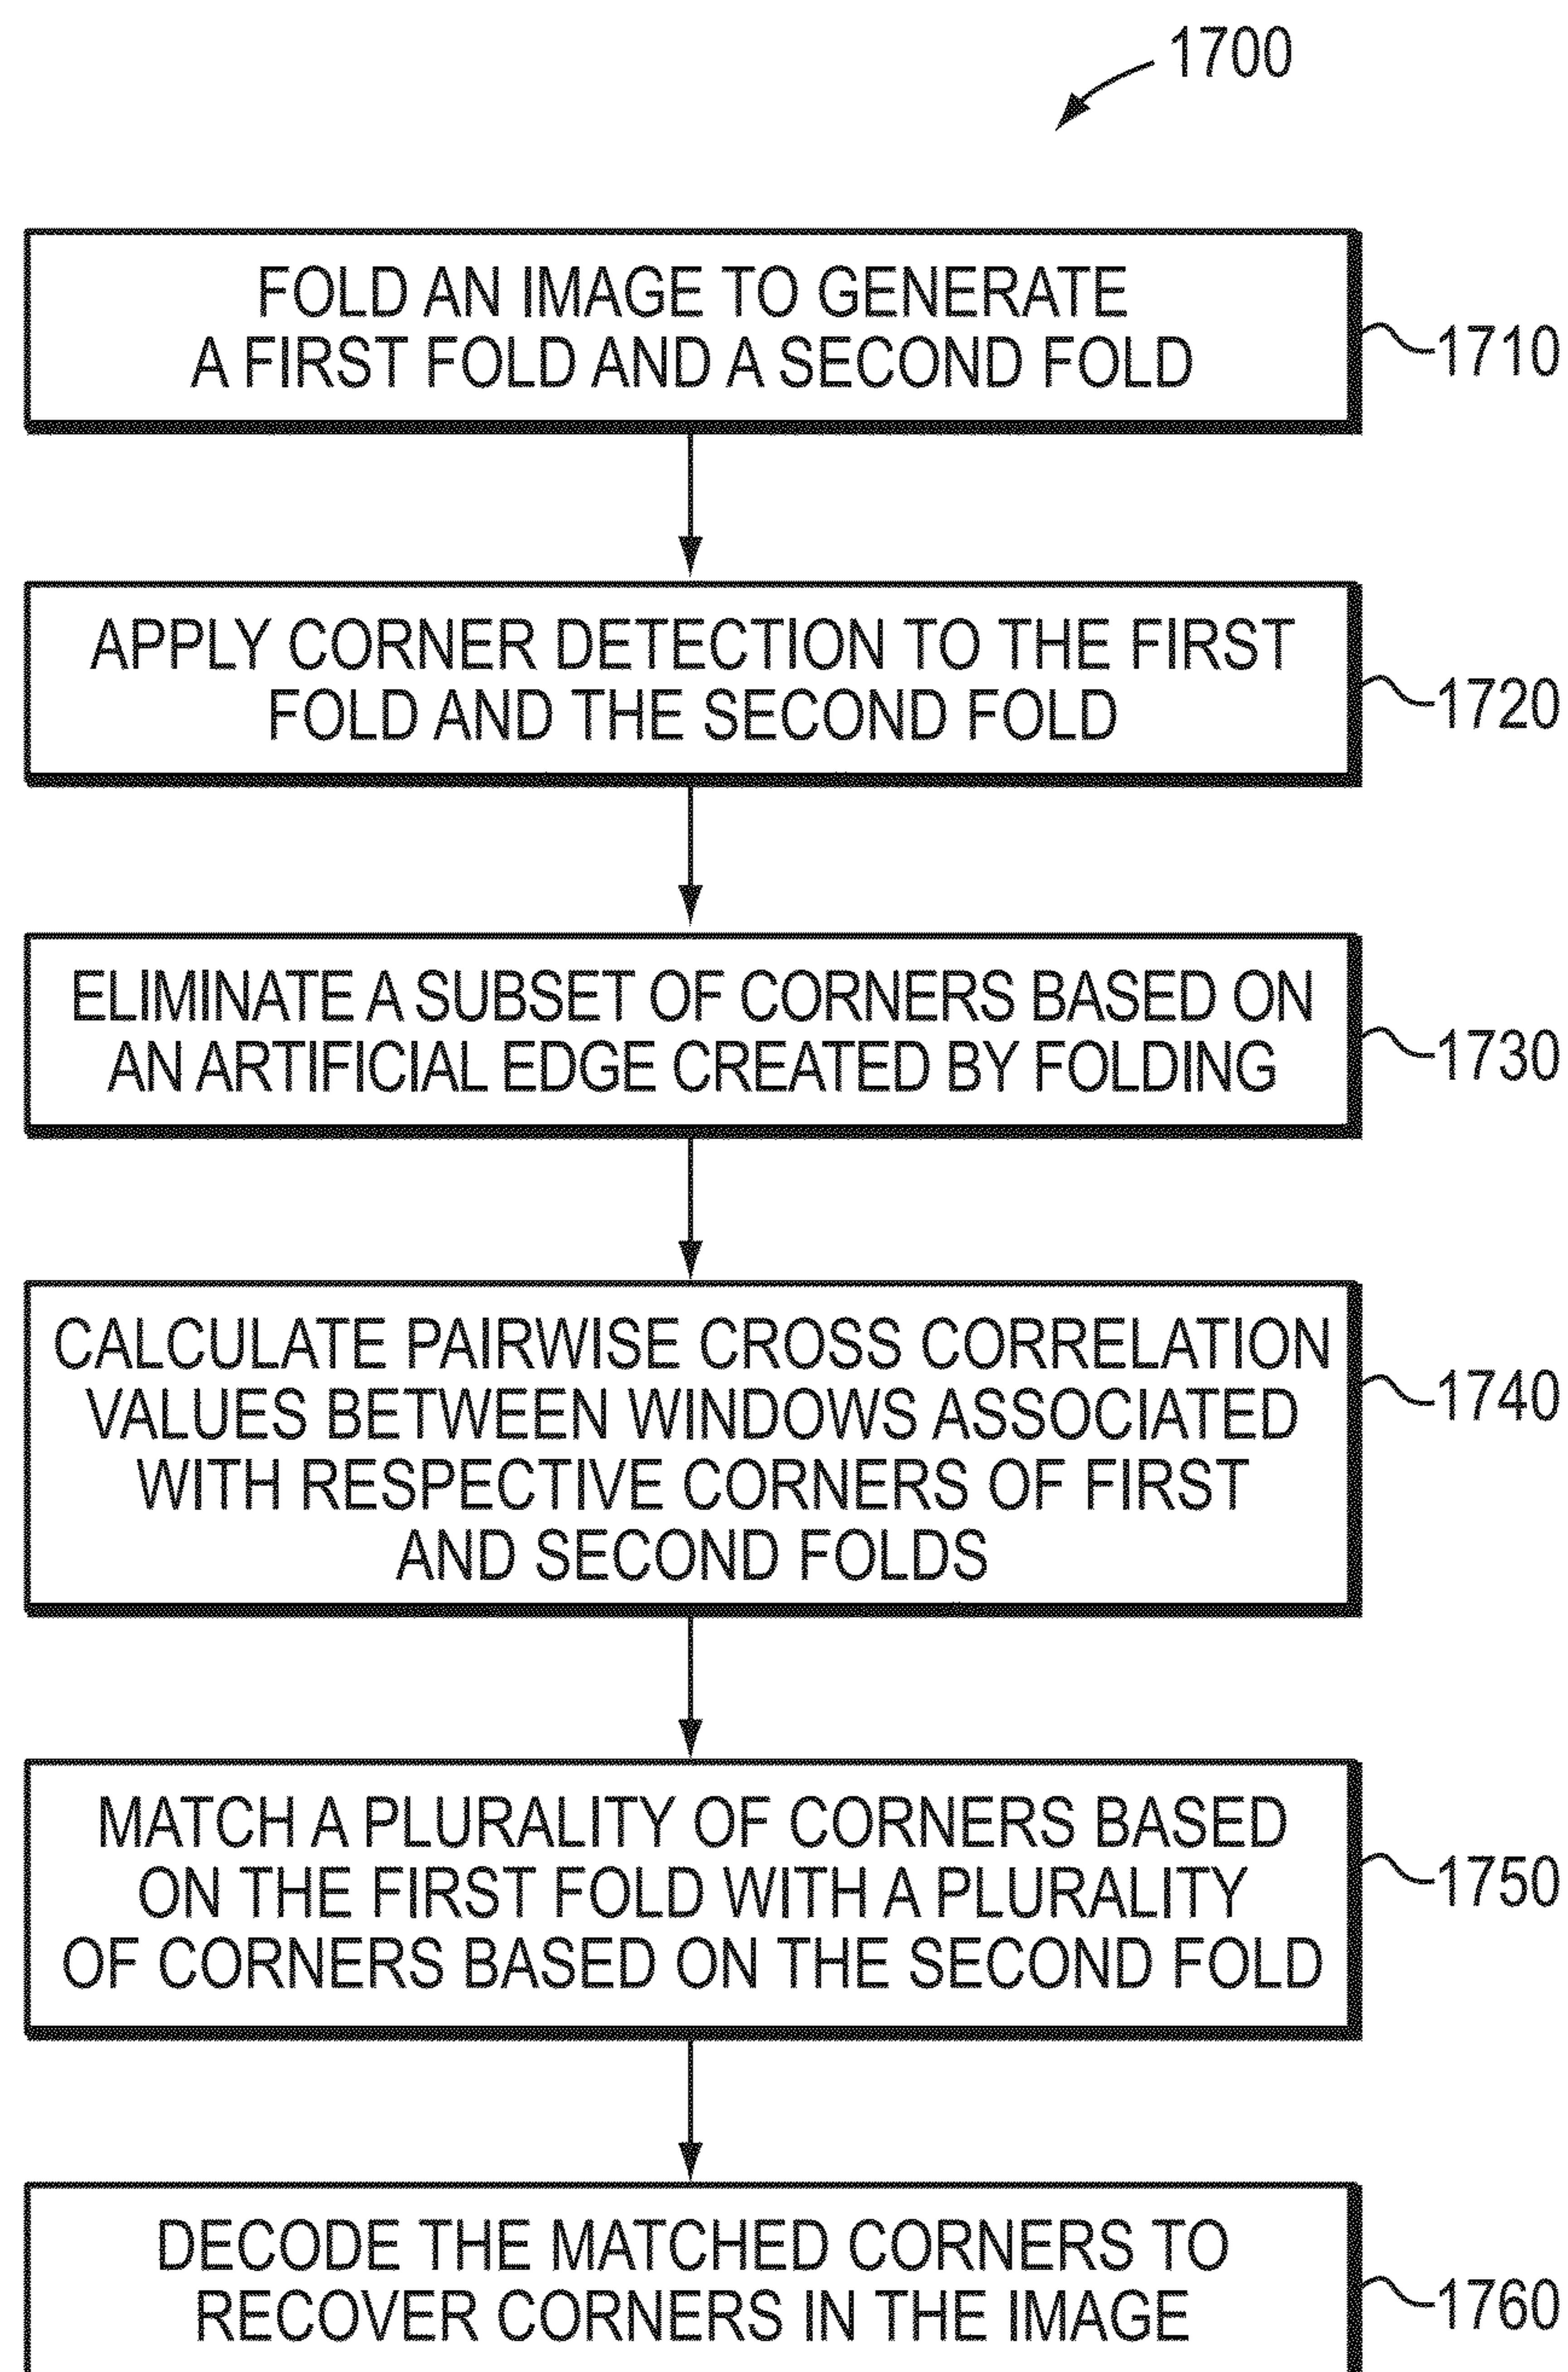 1700
FOLD AN IMAGE TO GENERATE
A FIRST FOLD AND A SECOND FOLD
1710
APPLY CORNER DETECTION TO THE FIRST
FOLD AND THE SECOND FOLD
1720
ELIMINATE A SUBSET OF CORNERS BASED ON
AN ARTIFICIAL EDGE CREATED BY FOLDING
1730
CALCULATE PAIRWISE CROSS CORRELATION
VALUES BETWEEN WINDOWS ASSOCIATED
WITH RESPECTIVE CORNERS OF FIRST
AND SECOND FOLDS
1740
MATCH A PLURALITY OF CORNERS BASED
ON THE FIRST FOLD WITH A PLURALITY
OF CORNERS BASED ON THE SECOND FOLD
1750
DECODE THE MATCHED CORNERS TO
RECOVER CORNERS IN THE IMAGE
1760